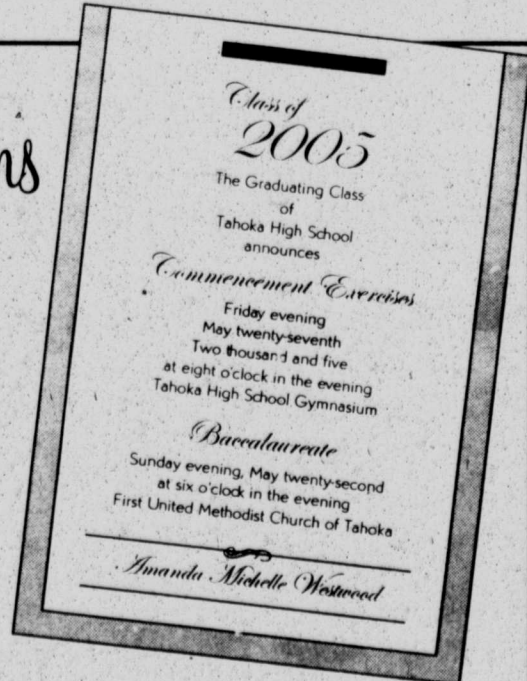 Class of
2005
The Graduating Class
of
Tahoka High School
announces
Commencement Exercises
Friday evening
May twenty-seventh
Two thousand and five
at eight o'clock in the evening
Tahoka High School Gymnasium
Baccalaureate
Sunday evening, May twenty-second
at six o'clock in the evening
First United Methodist Church of Tahoka
Amanda Michelle Westwood